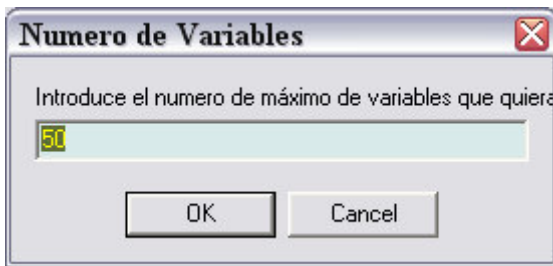 Numero de Variables
Introduce el numero de máximo de variables que quiera
50
OK Cancel